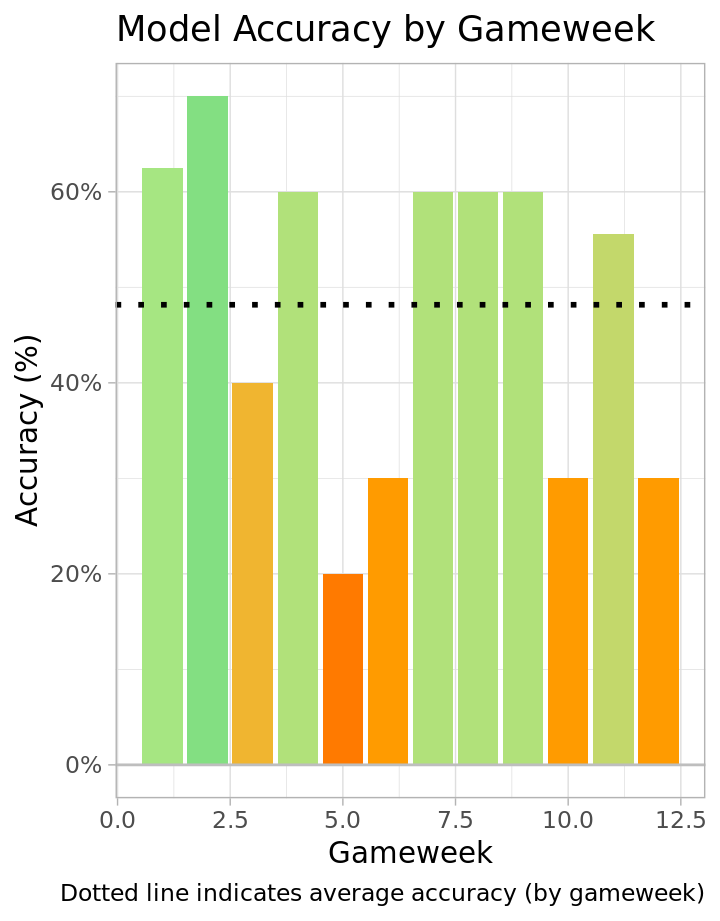 Model Accuracy by Gameweek
Accuracy (%)
60%
40%
20%
0%
0.0 2.5 5.0 7.5 10.0 12.5
Gameweek
Dotted line indicates average accuracy (by gameweek)